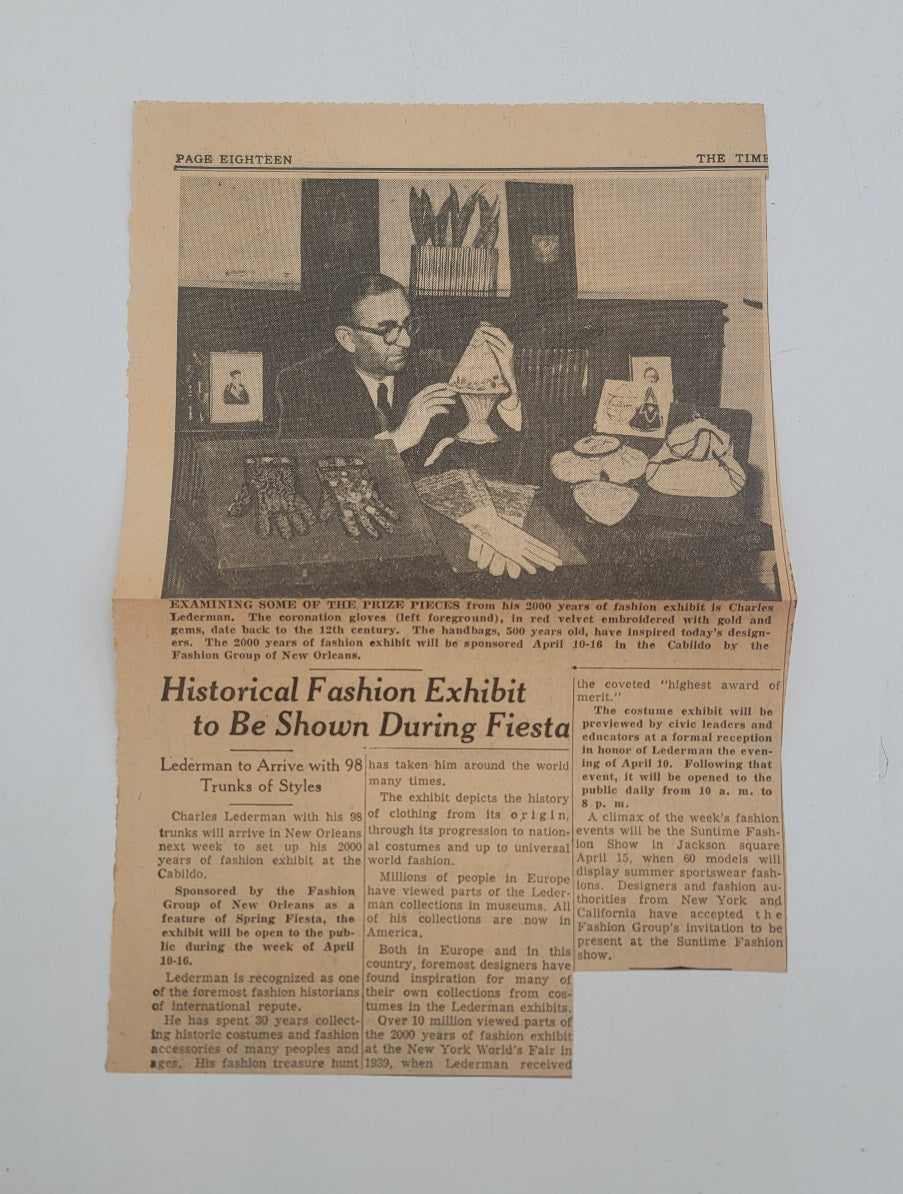 PAGE EIGHTEEN
THE TIME
EXAMINING SOME OF THE PRIZE PIECES from his 2000 years of fashion exhibit is Charles
Lederman. The coronation gloves (left foreground), in red velvet embroidered with gold and
gems, date back to the 12th century. The handbags, 500 years old, have inspired today's design-
ers. The 2000 years of fashion exhibit will be sponsored April 10-16 in the Cabildo by the
Fashion Group of New Orleans.
Historical Fashion Exhibit
to Be Shown During Fiesta
Lederman to Arrive with 98
Trunks of Styles
Charles Lederman with his 98
trunks will arrive in New Orleans
next week to set up his 2000
years of fashion exhibit at the
Cabildo.
Sponsored by the Fashion
Group of New Orleans as a
feature of Spring Fiesta, the
exhibit will be open to the pub-
lic during the week of April
10-16.
Lederman is recognized as one
of the foremost fashion historians
of international repute.
He has spent 30 years collect-
ing historic costumes and fashion
accessories of many peoples and
ages. His fashion treasure hunt
has taken him around the world
many times.
The exhibit depicts the history
of clothing from its origin,
through its progression to nation-
al costumes and up to universal
world fashion.
Millions of people in Europe
have viewed parts of the Leder-
man collections in museums. All
of his collections are now in
America.
Both in Europe and in this
country, foremost designers have
found inspiration for many of
their own collections from cos-
tumes in the Lederman exhibits.
Over 10 million viewed parts of
the 2000 years of fashion exhibit
at the New York World's Fair in
1939, when Lederman received
the coveted "highest award of
merit."
The costume exhibit will be
previewed by civic leaders and
educators at a formal reception
in honor of Lederman the even-
ing of April 10. Following that
event, it will be opened to the
public daily from 10 a. m. to
8 p. m.
A climax of the week's fashion
events will be the Suntime Fash-
ion Show in Jackson square
April 15, when 60 models will
display summer sportswear fash-
ions. Designers and fashion au-
thorities from New York and
California have accepted the
Fashion Group's invitation to be
present at the Suntime Fashion
show.